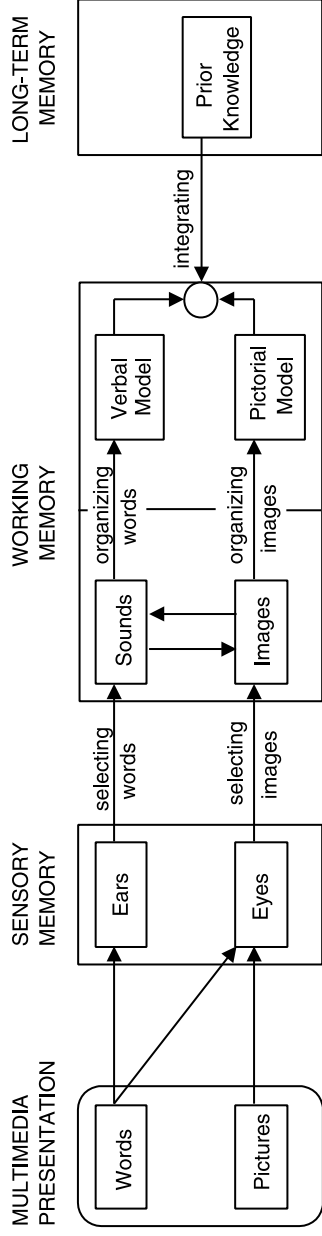 MULTIMEDIA
PRESENTATION
SENSORY
MEMORY
WORKING
MEMORY
LONG-TERM
MEMORY
Words
Pictures
Ears
Eyes
selecting
words
selecting
images
Sounds
Images
organizing
words
organizing
images
Verbal
Model
Pictorial
Model
integrating
Prior
Knowledge